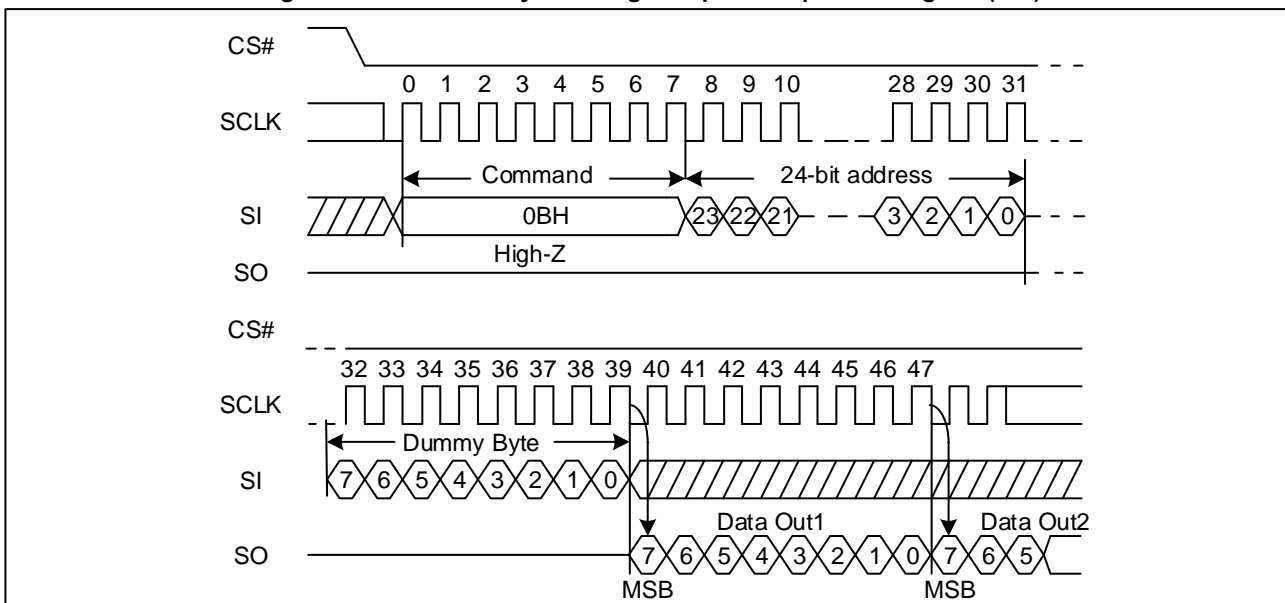 CS#
0 1 2 3 4 5 6 7 8 9 10 28 29 30 31
SCLK
Command 24-bit address
SI 0BH 23 22 21 3 2 1 0
High-Z
SO
CS#
32 33 34 35 36 37 38 39 40 41 42 43 44 45 46 47
SCLK
Dummy Byte
SI 7 6 5 4 3 2 1 0
Data Out1 Data Out2
SO 7 6 5 4 3 2 1 0 7 6 5
MSB MSB